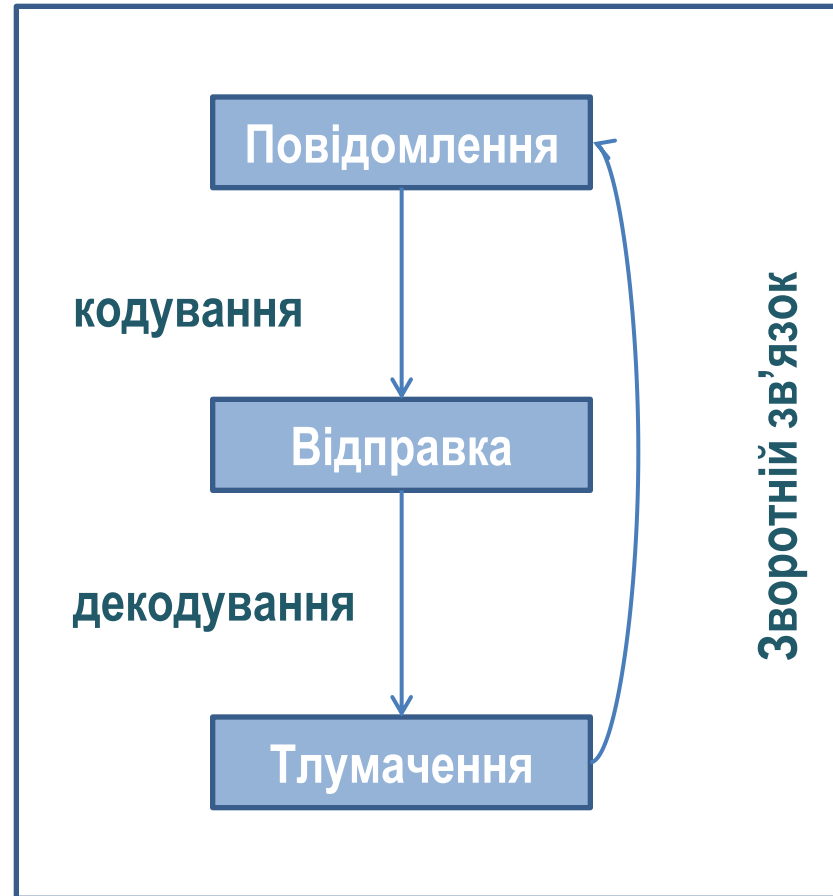 Повідомлення
кодування
Відправка
декодування
Тлумачення
Зворотній зв’язок